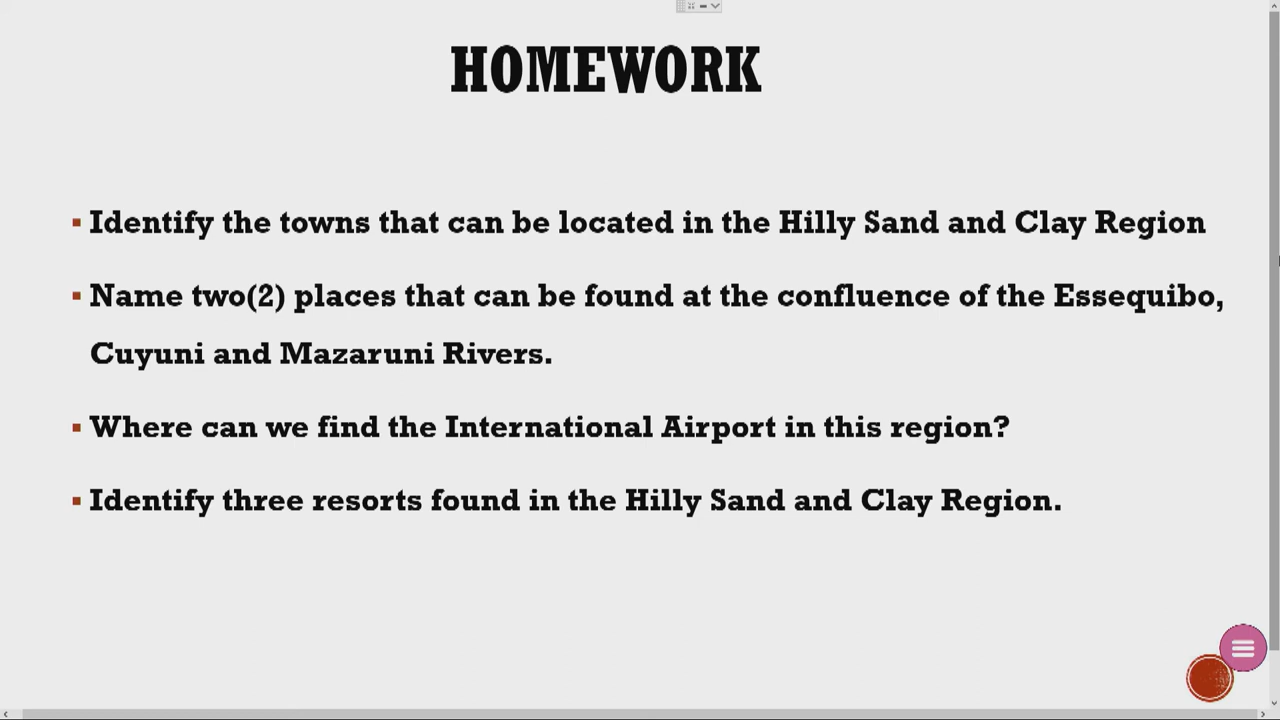 HOMEWORK
Identify the towns that can be located in the Hilly Sand and Clay Region
Name two(2) places that can be found at the confluence of the Essequibo,
Cuyuni and Mazaruni Rivers.
Where can we find the International Airport in this region?
Identify three resorts found in the Hilly Sand and Clay Region.